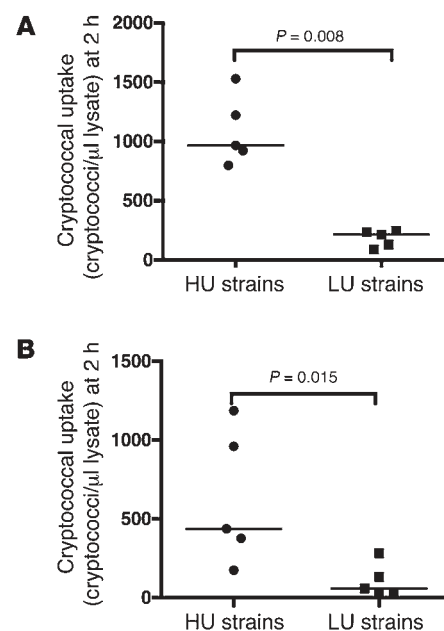 A
Cryptococcal uptake
(cryptococci/µl lysate) at 2 h
2000
1500
1000
500
0
P = 0.008
HU strains
LU strains
B
Cryptococcal uptake
(cryptococci/µl lysate) at 2 h
1500
1000
500
0
P = 0.015
HU strains
LU strains